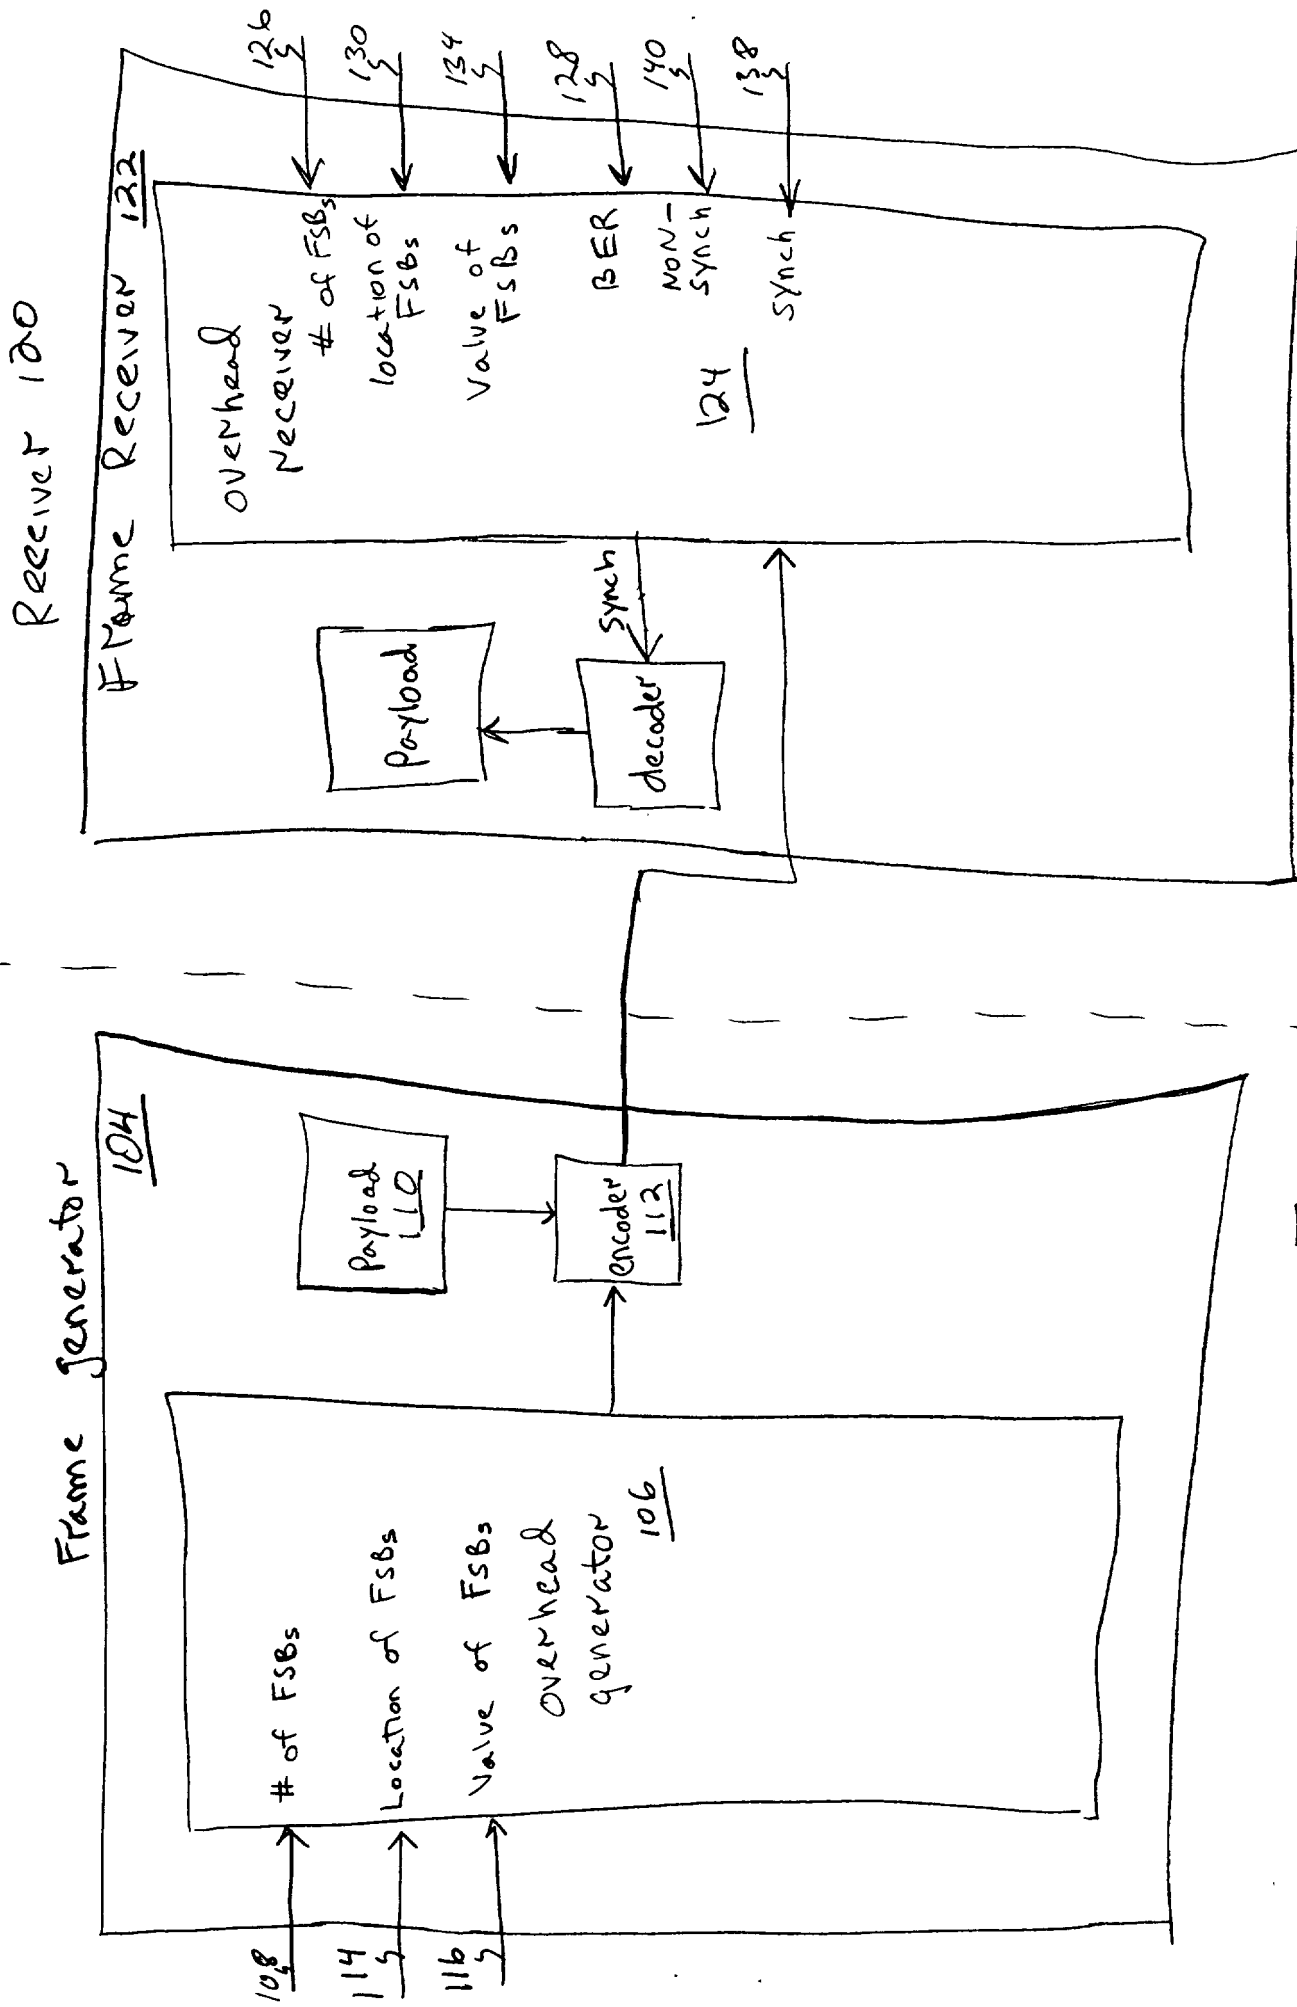 Frame generator
104
108
# of FSBs
114
Location of FSBs
116
Value of FSBs
overhead
generator
106
Payload
110
encoder
112
Receiver 120
Frame Receiver 122
overhead
receiver
# of FSBs
126
location of
FSBs
130
Value of
FSBs
134
BER
128
NON-
synch
140
synch
138
124
synch
Payload
decoder